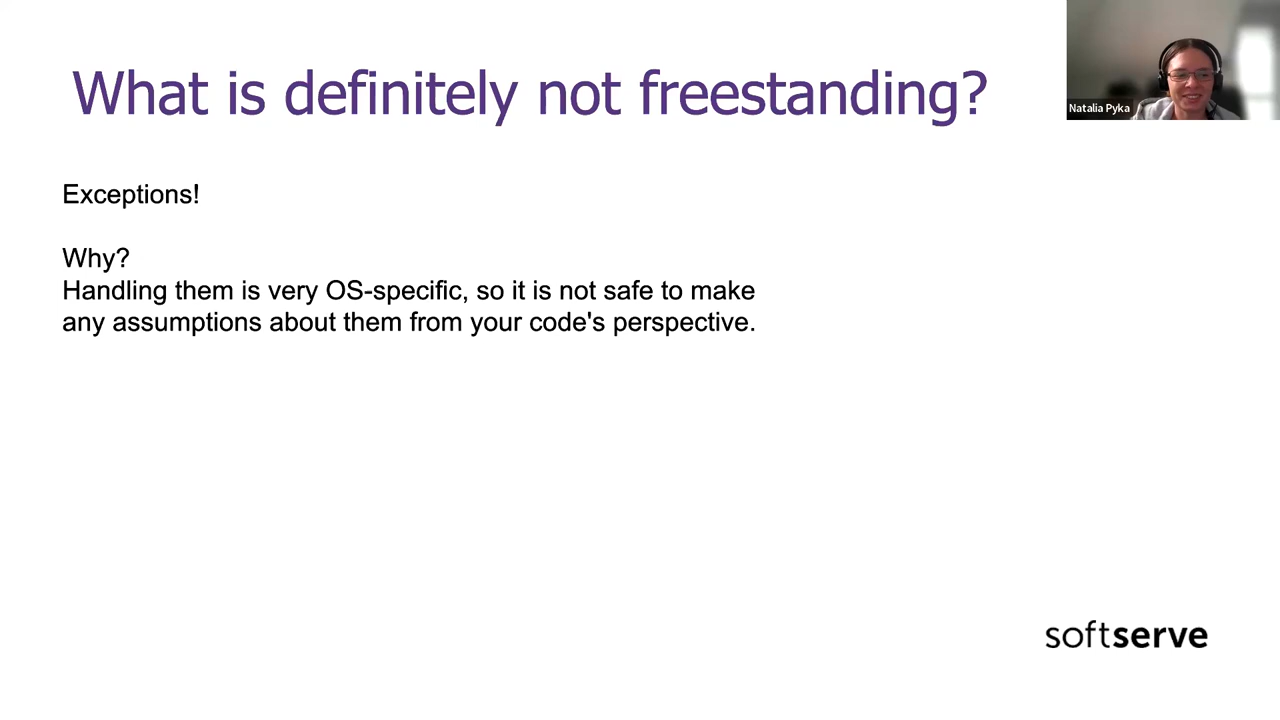 What is definitely not freestanding?
Natalia Pyka
Exceptions!
Why?
Handling them is very OS-specific, so it is not safe to make
any assumptions about them from your code's perspective.
softserve